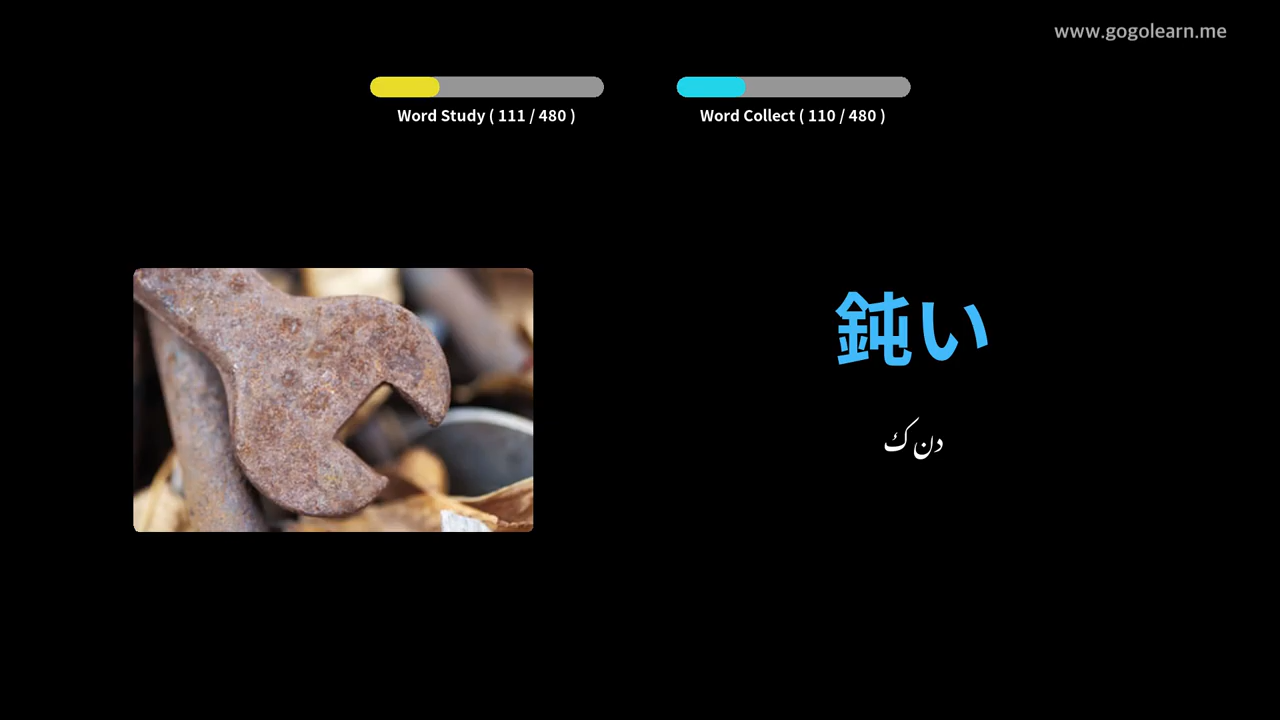 www.gogolearn.me
Word Study ( 111 / 480 )
Word Collect ( 110 / 480 )
鈍い
دن ک